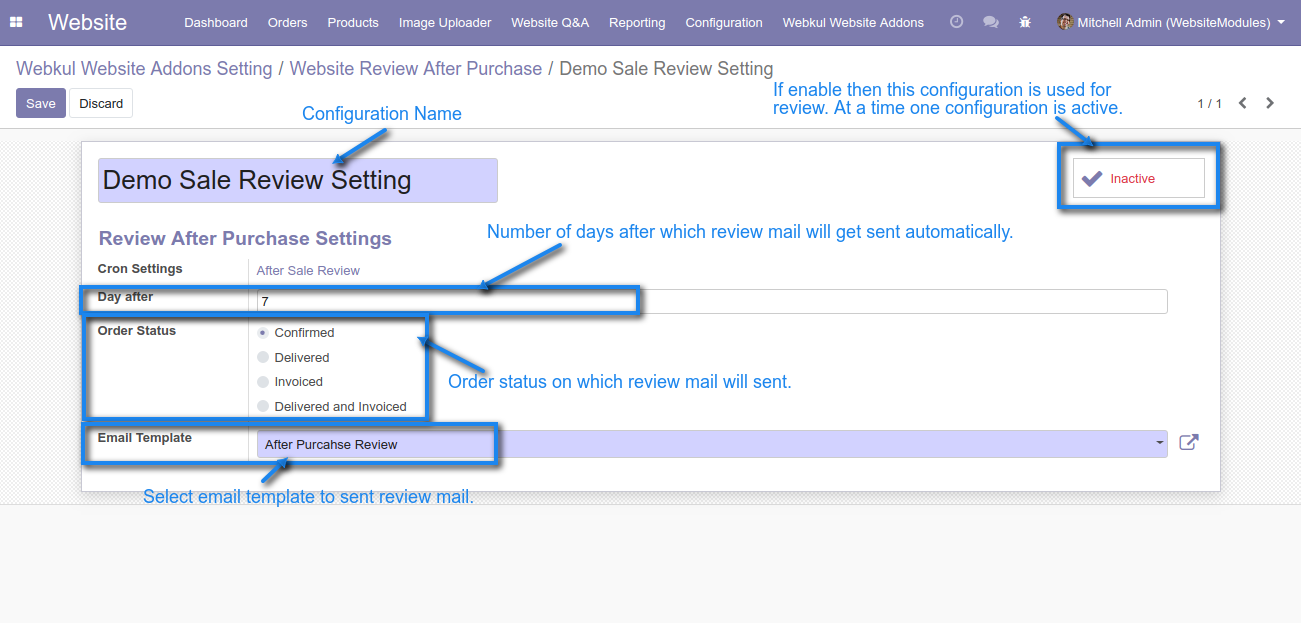 Website Dashboard Orders Products Image Uploader Website Q&A Reporting Configuration Webkul Website Addons Mitchell Admin (WebsiteModules)
Webkul Website Addons Setting / Website Review After Purchase / Demo Sale Review Setting
Save Discard
Configuration Name
If enable then this configuration is used for
review. At a time one configuration is active.
1 / 1
Demo Sale Review Setting
Inactive
Review After Purchase Settings
Number of days after which review mail will get sent automatically.
Cron Settings After Sale Review
Day after 7
Order Status Confirmed
Delivered
Invoiced
Delivered and Invoiced
Order status on which review mail will sent.
Email Template After Purcahse Review
Select email template to sent review mail.